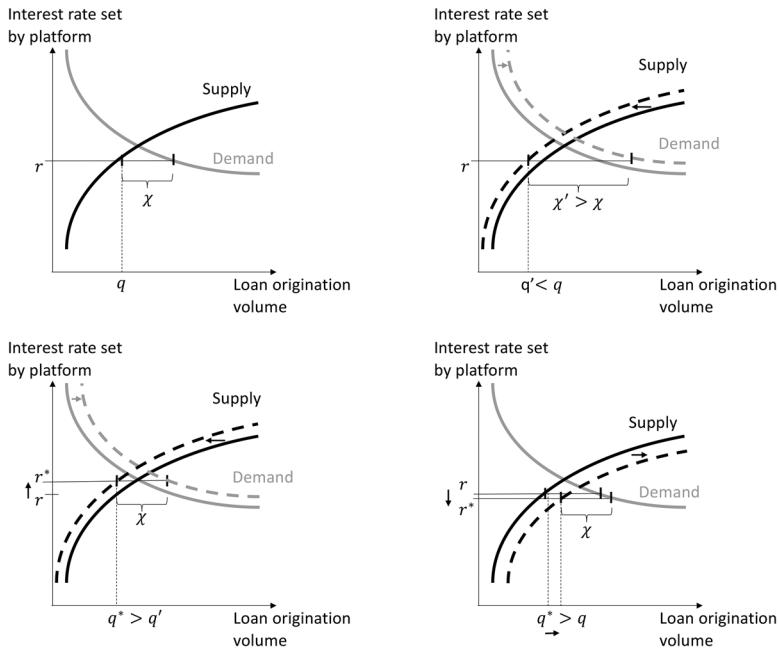 Interest rate set
by platform
Supply
Demand
r
χ
q
Loan origination
volume
Interest rate set
by platform
Supply
Demand
r
χ′ > χ
q′< q
Loan origination
volume
Interest rate set
by platform
Supply
r*
Demand
r
χ
q* > q′
Loan origination
volume
Interest rate set
by platform
Supply
r
Demand
r*
χ
q* > q
Loan origination
volume